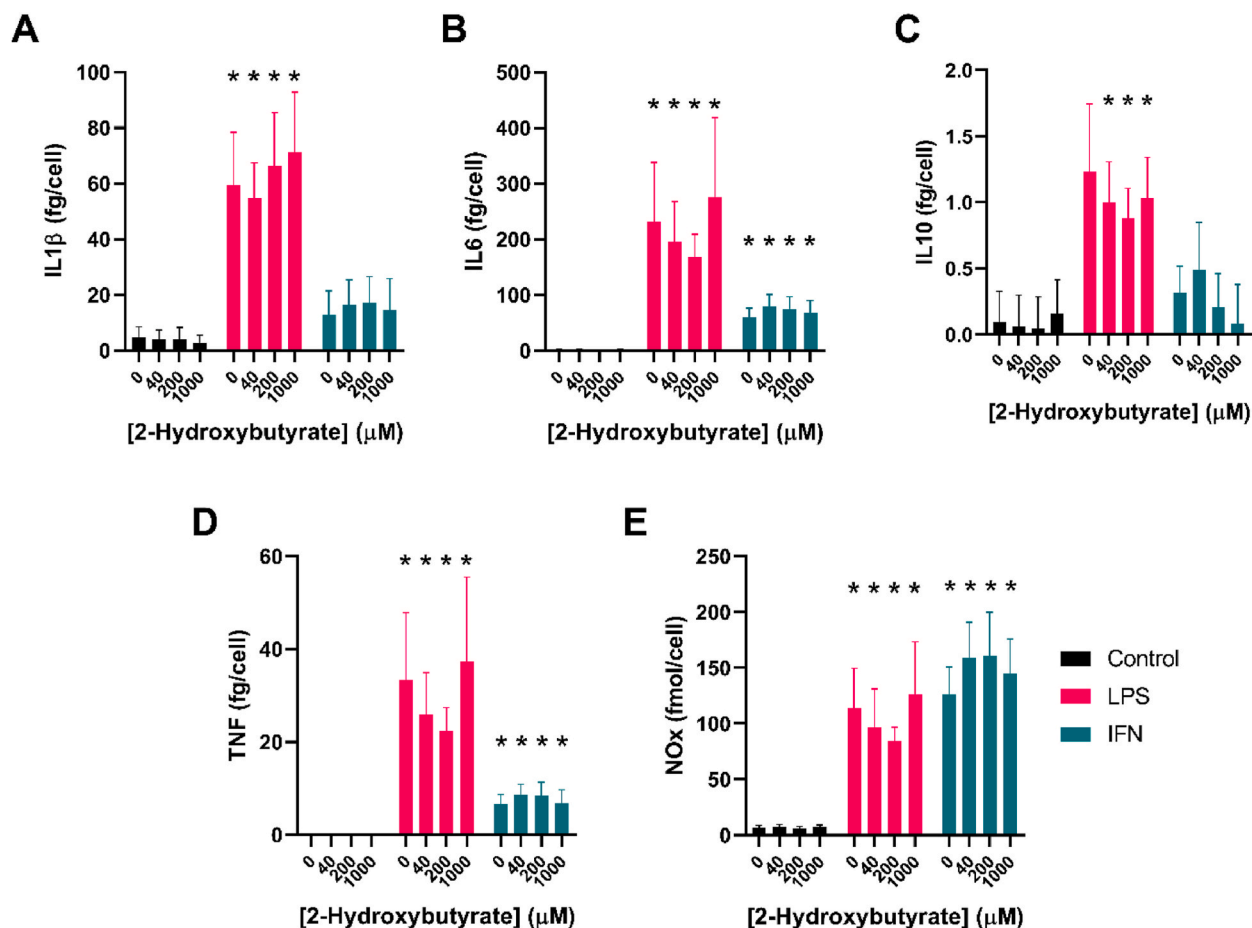 A
IL1β (fg/cell)
100
80
60
40
20
0
* * * *
0 40 200 1000 0 40 200 1000 0 40 200 1000
[2-Hydroxybutyrate] (μM)
B
IL6 (fg/cell)
500
400
300
200
100
0
* * * *
* * * *
0 40 200 1000 0 40 200 1000 0 40 200 1000
[2-Hydroxybutyrate] (μM)
C
IL10 (fg/cell)
2.0
1.5
1.0
0.5
0.0
* * *
0 40 200 1000 0 40 200 1000 0 40 200 1000
[2-Hydroxybutyrate] (μM)
D
TNF (fg/cell)
60
40
20
0
* * * *
* * * *
0 40 200 1000 0 40 200 1000 0 40 200 1000
[2-Hydroxybutyrate] (μM)
E
NOx (fmol/cell)
250
200
150
100
50
0
* * * * * * * *
0 40 200 1000 0 40 200 1000 0 40 200 1000
[2-Hydroxybutyrate] (μM)
Control
LPS
IFN